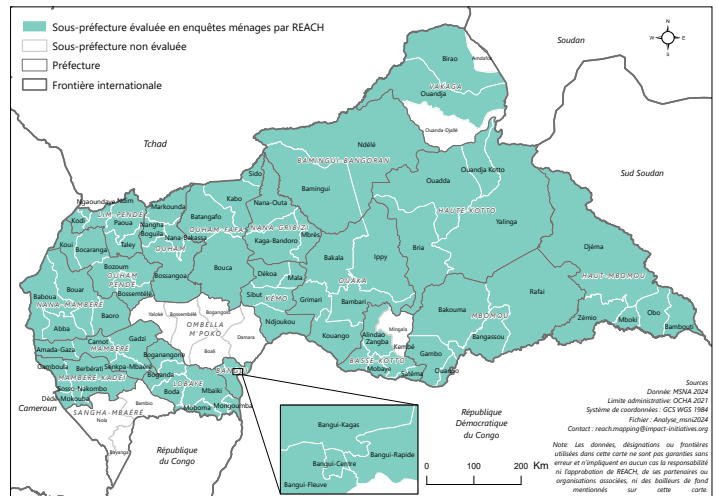 Sous-préfecture évaluée en enquêtes ménages par REACH
Sous-préfecture non évaluée
Préfecture
Frontière internationale
Soudan
W N E S
Birao
Amdafok
VAKAGA
Ouandja
Ouanda-Djallé
Tchad
Sud Soudan
Ndélé
BAMINGUI-BANGORAN
Ouandja Kotto
Ouadda
Bamingui
Sido
Kabo
Nana-Outa
HAUTE-KOTTO
Yalinga
Ngaoundaye
Ndim
Markounda
LIM-PENDÉ
Kodi
Paoua
Nangha
Boguila
Batangafo
OUHAM-FAFA
NANA-GRIBIZI
Mbrès
Koui
Bocaranga
Taley
Nana-Bakassa
OUHAM
Kaga-Bandoro
Bakala
Ippy
Bria
Djéma
Bozoum
OUHAM
PENDÉ
Bossangoa
Bouca
Dékoa
Mala
OUAKA
HAUT-MBOMOU
Baboua
Bouar
Bossemtélé
NANA-MAMBÉRÉ
Sibut
KÉMO
Grimari
Bambari
Bakouma
MBOMOU
Rafai
Abba
Baoro
Yaloké
Bossembélé
Bogangolo
OMBELLA
M'POKO
Damara
Ndjoukou
Kouango
Alindao
Zangba
Mingala
Kembé
Bangassou
Zémio
Mboki
Obo
Bambouti
Amada-Gaza
MAMBÉRÉ
Carnot
Gadzi
Boali
BASSE KOTTO
Mobaye
Satéma
Gambo
Ouango
Gamboula
Berbérati
Senkpa-Mbaéré
Boganangone
Boganda
BANGUI
MAMBÉRÉ KADÉÏ
Sosso-Nakombo
LOBAYE
Boda
Mbaïki
Dédé-Mokouba
Moboma
Mongoumba
Cameroun
SANGHA-MBAÉRÉ
Bambio
Nola
Bayanga
République
du Congo
République
Démocratique
du Congo
Bangui-Kagas
Bangui-Rapide
Bangui-Centre
Bangui-Fleuve
0 100 200 Km
Sources
Donnée: MSNA 2024
Limite administrative: OCHA 2021
Système de coordonnées : GCS WGS 1984
Fichier : Analyse_msni2024
Contact : reach.mapping@impact-initiatives.org
Note: Les données, désignations ou frontières
utilisées dans cette carte ne sont pas garanties sans
erreur et n'impliquent en aucun cas la responsabilité
ni l'approbation de REACH, de ses partenaires ou
organisations associées, ni des bailleurs de fond
mentionnés sur cette carte.